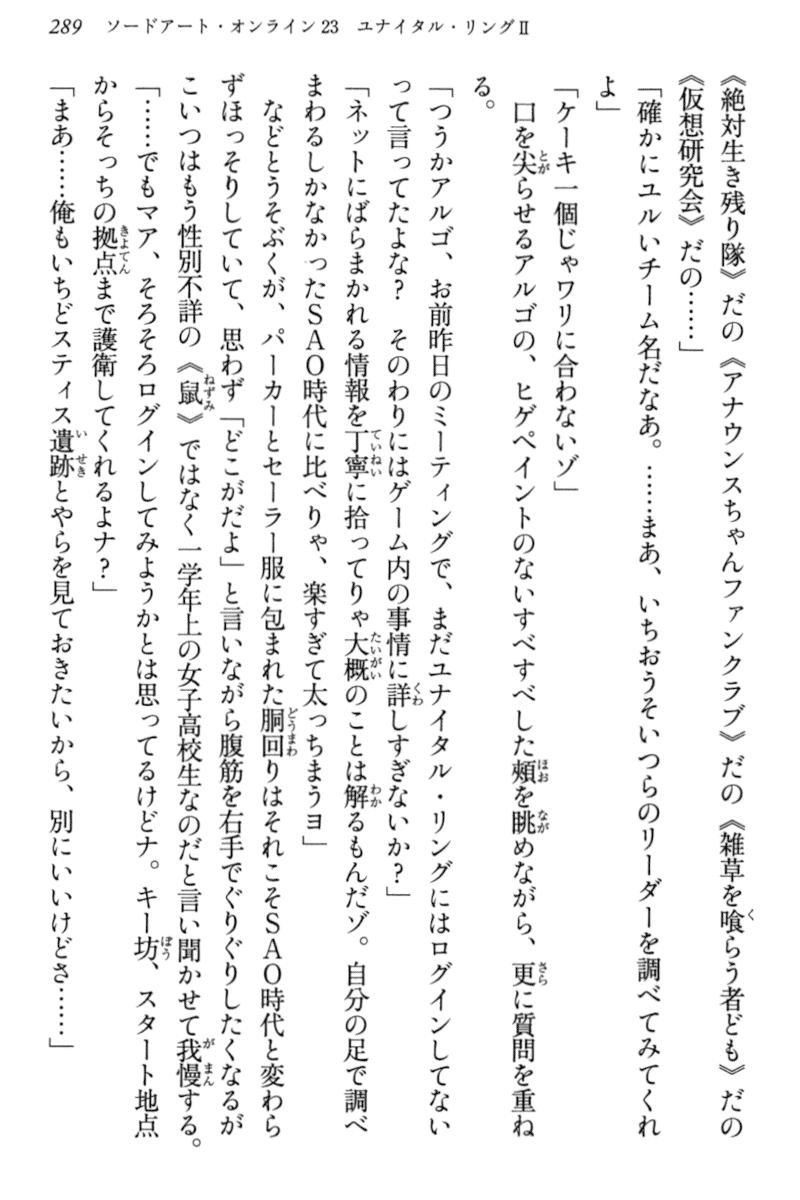 289 ソードアート・オンライン23 ユナイタル・リングⅡ
《絶対生き残り隊》だの《アナウンスちゃんファンクラブ》だの《雑草を喰らう者ども》だの
《仮想研究会》だの……」
「確かにユルいチーム名だなあ。……まあ、いちおうそいつらのリーダーを調べてみてくれ
よ」
「ケーキ一個じゃワリに合わないゾ」
　口を尖らせるアルゴの、ヒゲペイントのないすべすべした頰を眺めながら、更に質問を重ね
る。
「つうかアルゴ、お前昨日のミーティングで、まだユナイタル・リングにはログインしてない
って言ってたよな？　そのわりにはゲーム内の事情に詳しすぎないか？」
「ネットにばらまかれる情報を丁寧に拾ってりゃ大概のことは解るもんだゾ。自分の足で調べ
まわるしかなかったSAO時代に比べりゃ、楽すぎて太っちまうヨ」
　などとうそぶくが、パーカーとセーラー服に包まれた胴回りはそれこそSAO時代と変わら
ずほっそりしていて、思わず「どこがだよ」と言いながら腹筋を右手でぐりぐりしたくなるが
こいつはもう性別不詳の《鼠》ではなく一学年上の女子高校生なのだと言い聞かせて我慢する。
「……でもマア、そろそろログインしてみようかとは思ってるけどナ。キー坊、スタート地点
からそっちの拠点まで護衛してくれるよナ？」
「まあ……俺もいちどスティス遺跡とやらを見ておきたいから、別にいいけどさ……」